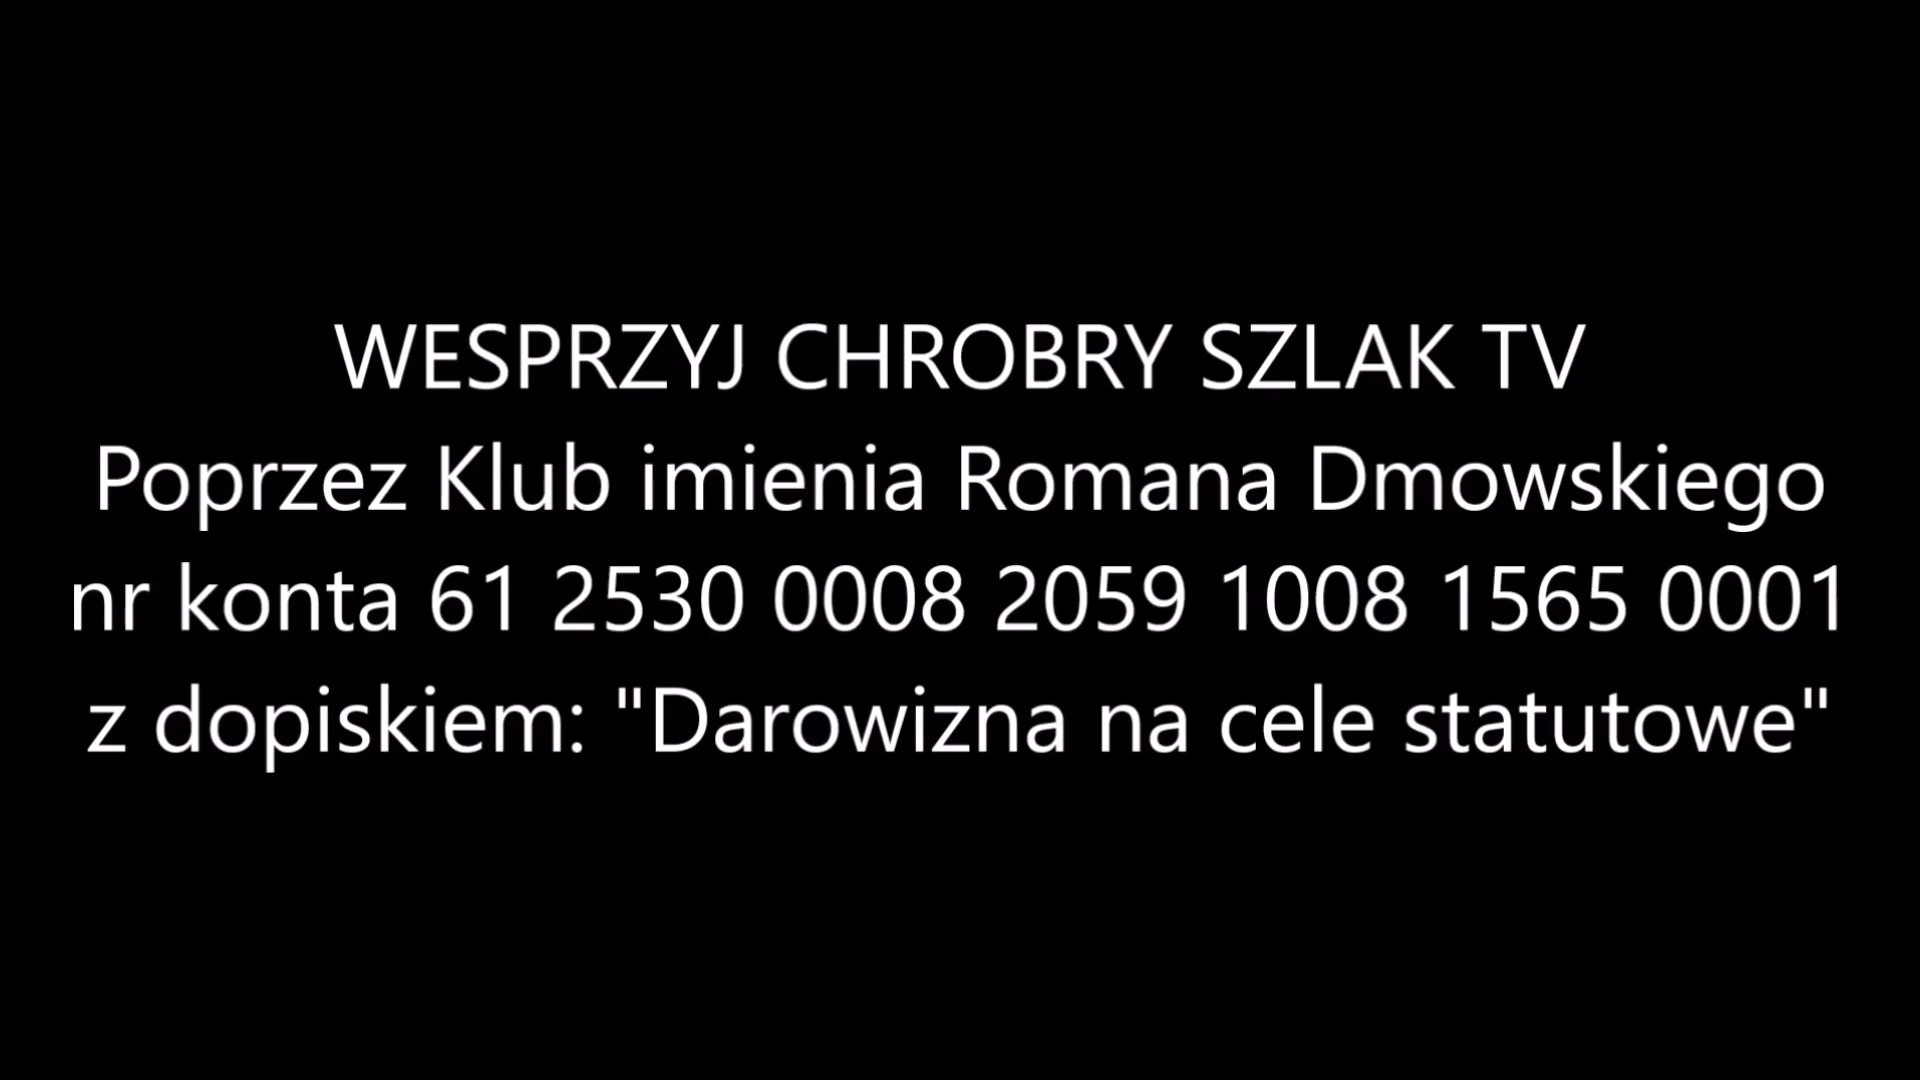 WESPRZYJ CHROBRY SZLAK TV
Poprzez Klub imienia Romana Dmowskiego
nr konta 61 2530 0008 2059 1008 1565 0001
z dopiskiem: "Darowizna na cele statutowe"